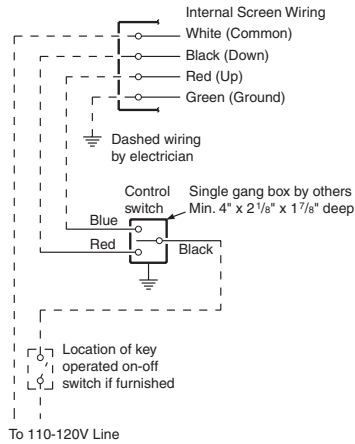 Internal Screen Wiring
White (Common)
Black (Down)
Red (Up)
Green (Ground)
Dashed wiring
by electrician
Control
switch
Single gang box by others
Min. 4" x 2 1/8" x 1 7/8" deep
Blue
Red
Black
Location of key
operated on-off
switch if furnished
To 110-120V Line